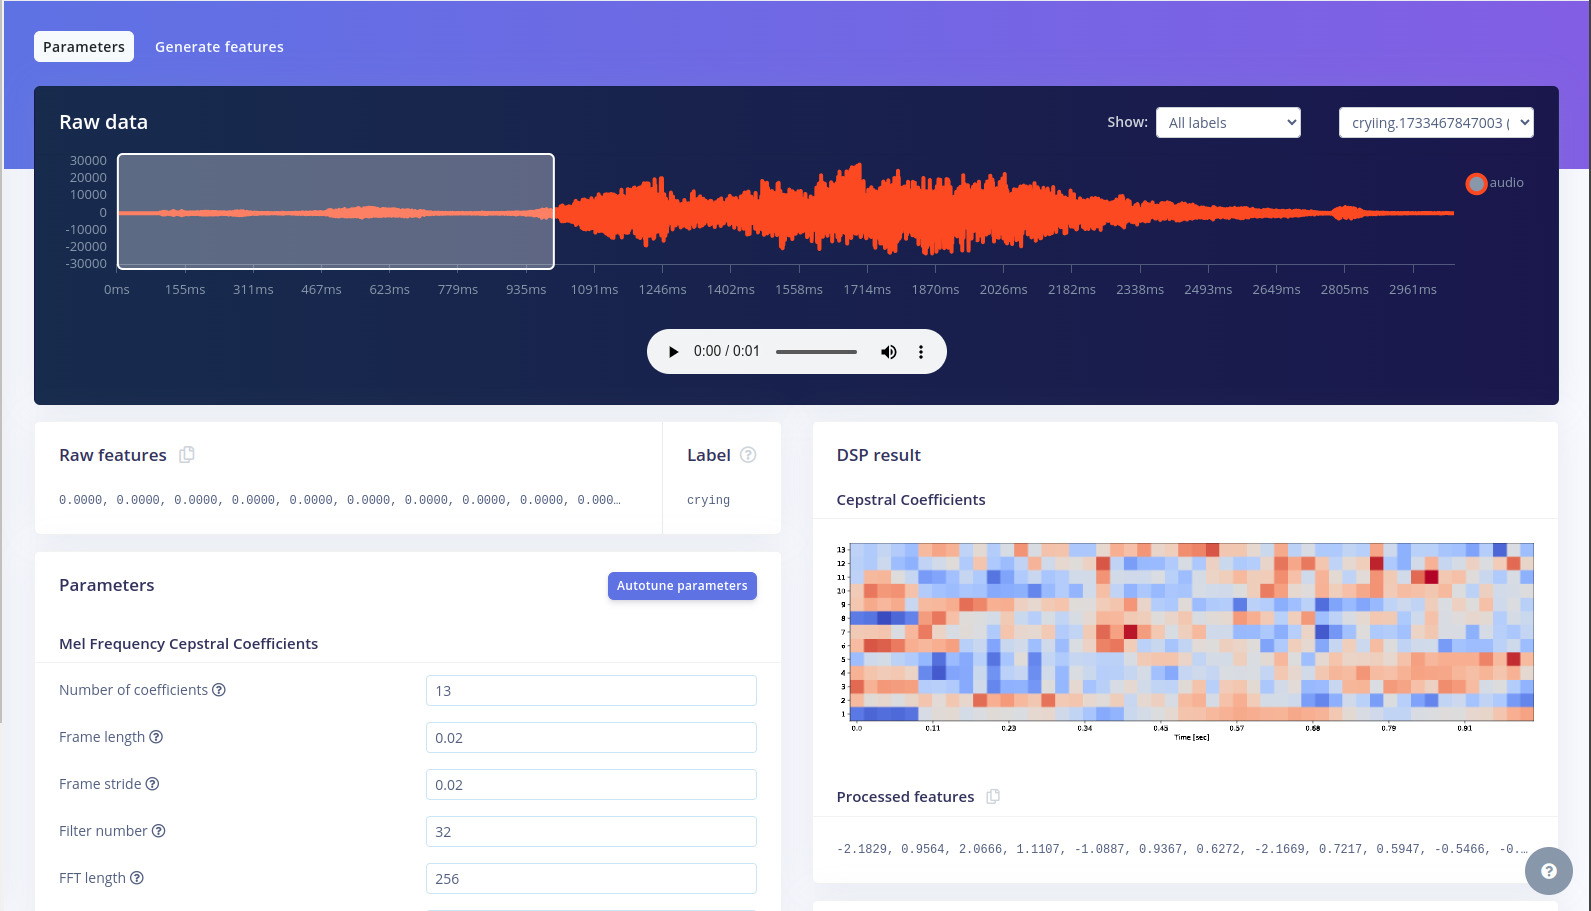 Parameters Generate features
Raw data Show: All labels cryiing.1733467847003 (
30000
20000
10000
0
-10000
-20000
-30000
audio
0ms 155ms 311ms 467ms 623ms 779ms 935ms 1091ms 1246ms 1402ms 1558ms 1714ms 1870ms 2026ms 2182ms 2338ms 2493ms 2649ms 2805ms 2961ms
0:00 / 0:01
Raw features
0.0000, 0.0000, 0.0000, 0.0000, 0.0000, 0.0000, 0.0000, 0.0000, 0.0000, 0.000…
Label ?
crying
Parameters Autotune parameters
Mel Frequency Cepstral Coefficients
Number of coefficients ? 13
Frame length ? 0.02
Frame stride ? 0.02
Filter number ? 32
FFT length ? 256
DSP result
Cepstral Coefficients
13
12
11
10
9
8
7
6
5
4
3
2
1
0.0 0.11 0.23 0.34 0.45 0.57 0.68 0.79 0.91
Time [sec]
Processed features
-2.1829, 0.9564, 2.0666, 1.1107, -1.0887, 0.9367, 0.6272, -2.1669, 0.7217, 0.5947, -0.5466, -0.…
?